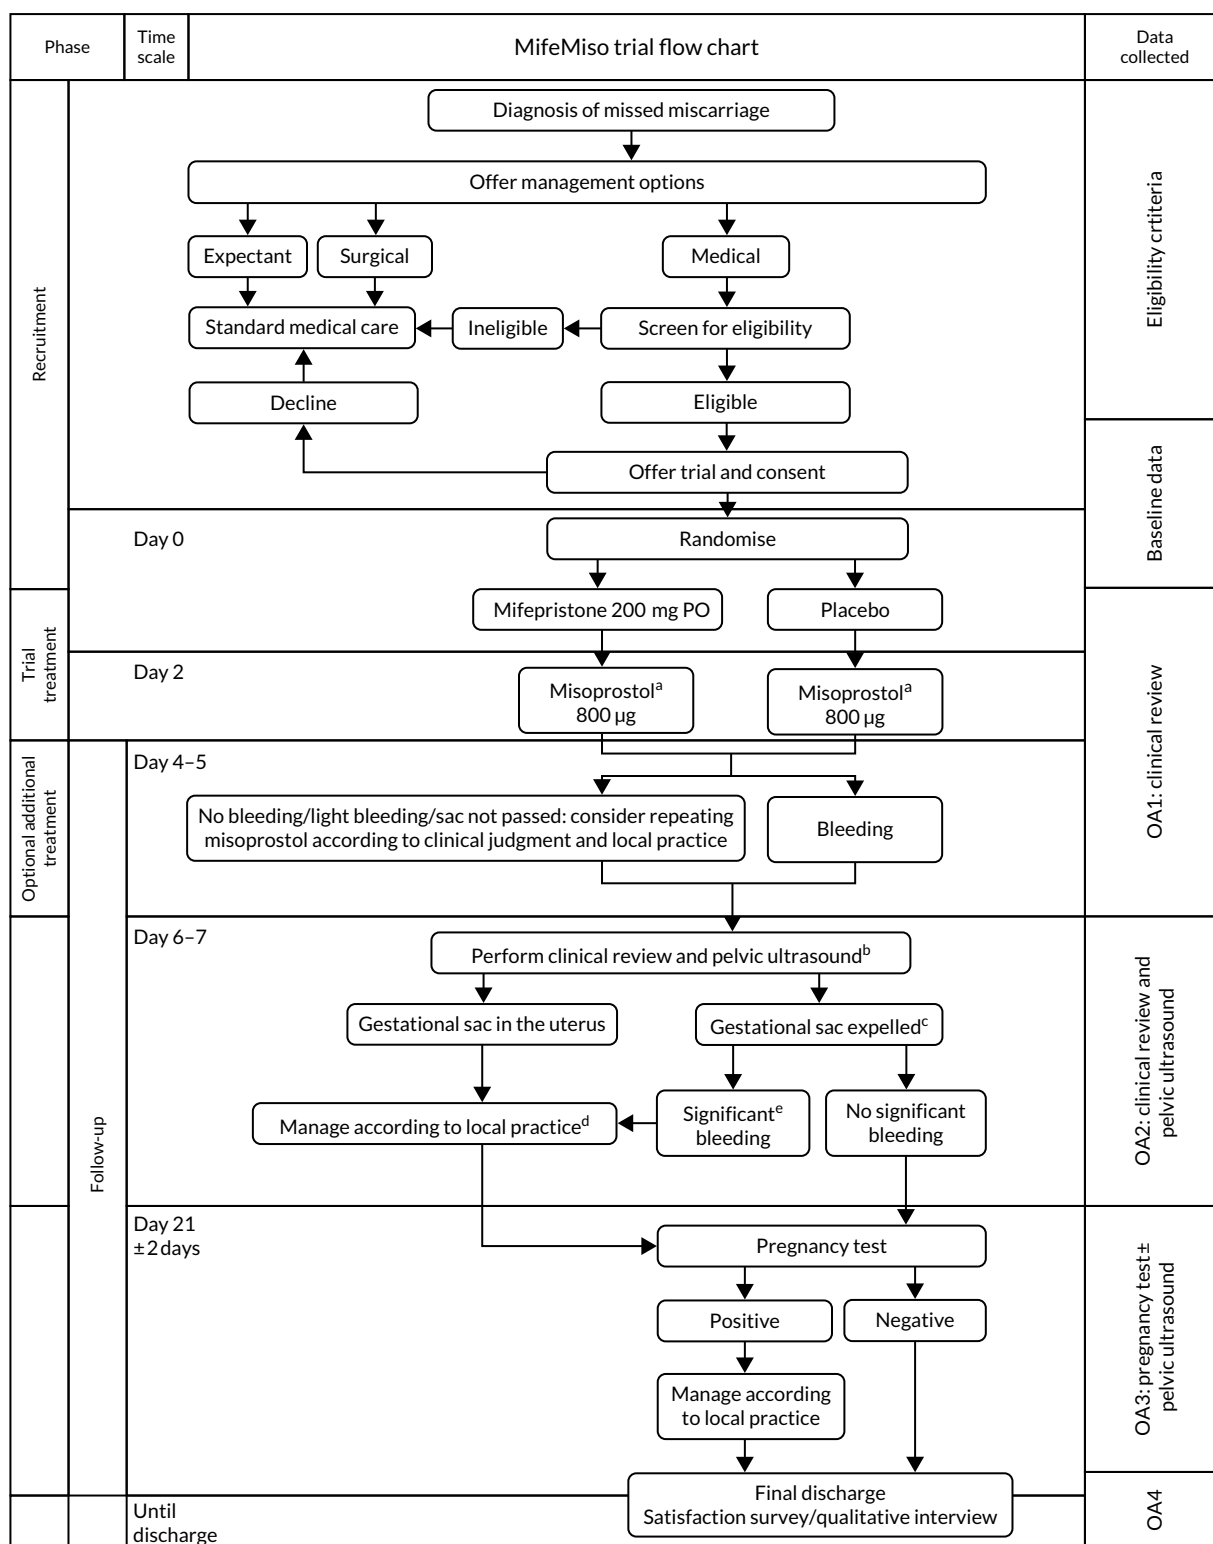 Phase
Time
scale
MifeMiso trial flow chart
Data
collected
Recruitment
Diagnosis of missed miscarriage
Offer management options
Expectant
Surgical
Medical
Standard medical care
Ineligible
Screen for eligibility
Decline
Eligible
Offer trial and consent
Eligibility crtiteria
Baseline data
Day 0
Randomise
Mifepristone 200 mg PO
Placebo
Trial
treatment
Day 2
Misoprostolᵃ
800 µg
Misoprostolᵃ
800 µg
OA1: clinical review
Optional additional
treatment
Day 4–5
No bleeding/light bleeding/sac not passed: consider repeating
misoprostol according to clinical judgment and local practice
Bleeding
Follow-up
Day 6–7
Perform clinical review and pelvic ultrasoundᵇ
Gestational sac in the uterus
Gestational sac expelledᶜ
Manage according to local practiceᵈ
Significantᵉ
bleeding
No significant
bleeding
OA2: clinical review and
pelvic ultrasound
Day 21
±2 days
Pregnancy test
Positive
Negative
Manage according
to local practice
OA3: pregnancy test ±
pelvic ultrasound
Until
discharge
Final discharge
Satisfaction survey/qualitative interview
OA4